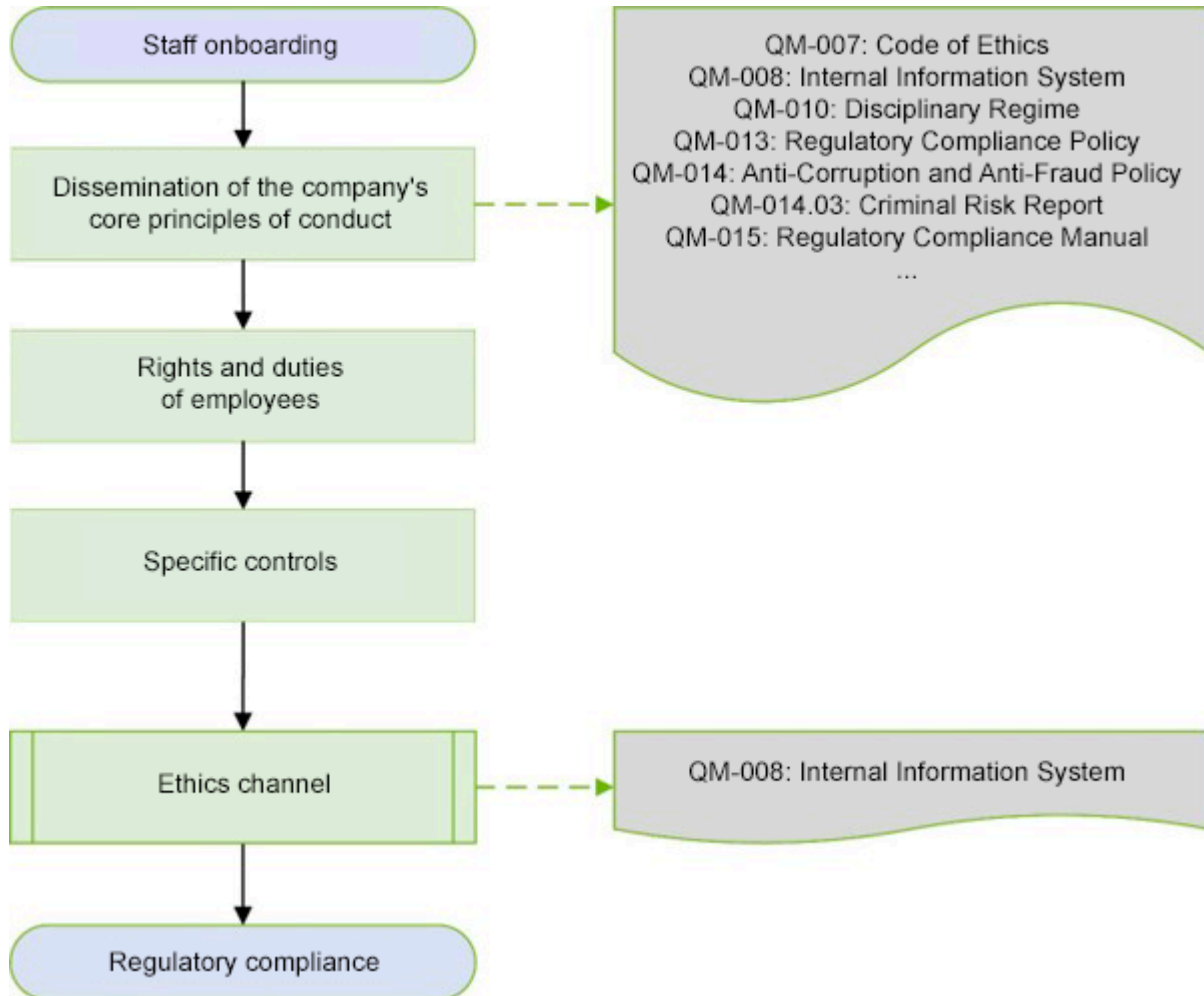 Staff onboarding
QM-007: Code of Ethics
QM-008: Internal Information System
QM-010: Disciplinary Regime
QM-013: Regulatory Compliance Policy
QM-014: Anti-Corruption and Anti-Fraud Policy
QM-014.03: Criminal Risk Report
QM-015: Regulatory Compliance Manual
...
Dissemination of the company's
core principles of conduct
Rights and duties
of employees
Specific controls
Ethics channel
QM-008: Internal Information System
Regulatory compliance